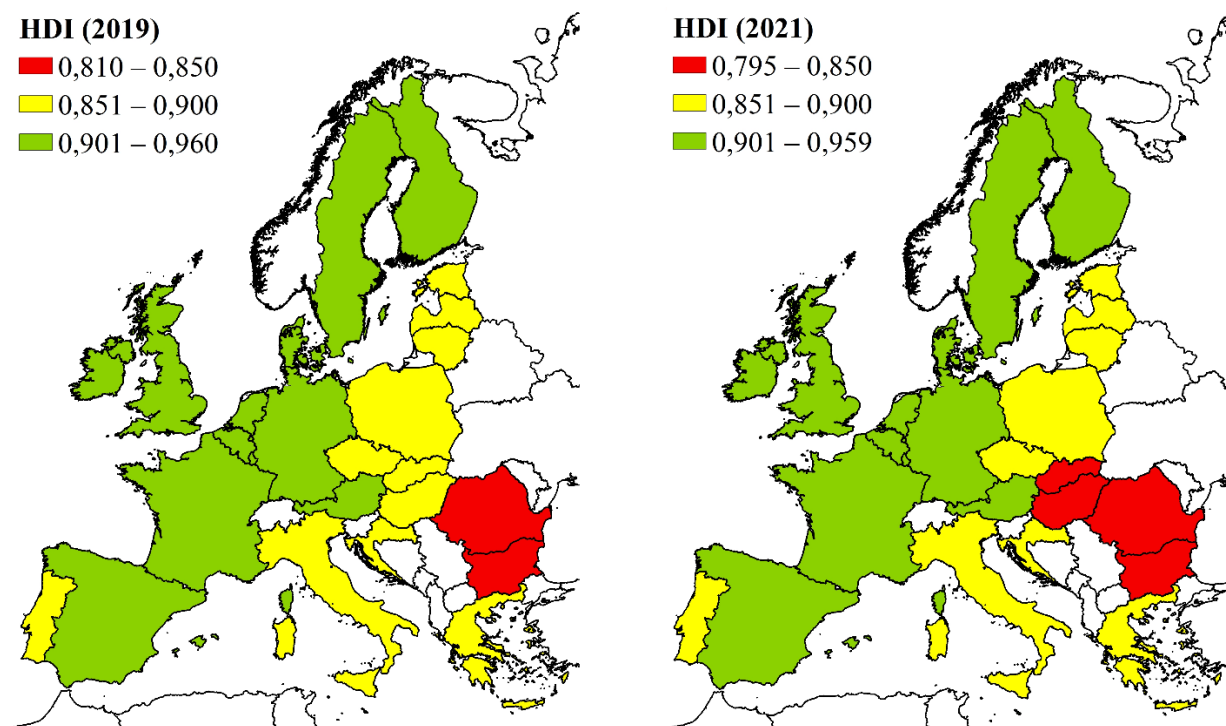 HDI (2019)
0,810 – 0,850
0,851 – 0,900
0,901 – 0,960
HDI (2021)
0,795 – 0,850
0,851 – 0,900
0,901 – 0,959